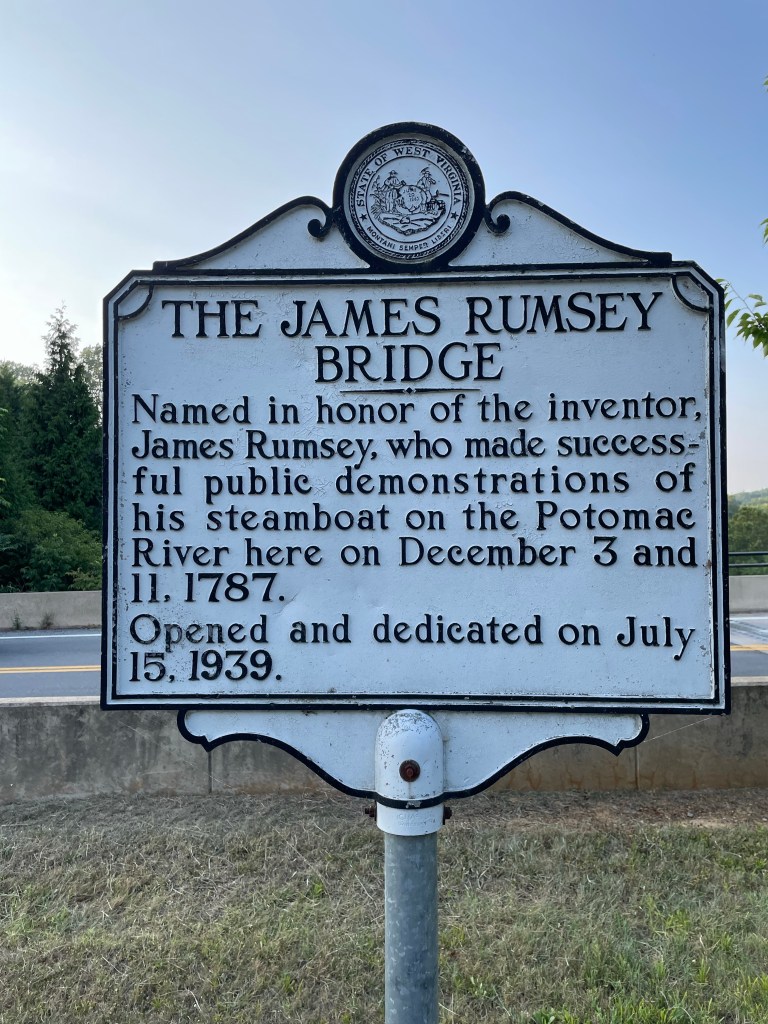 STATE OF WEST VIRGINIA
MONTANI SEMPER LIBERI
THE JAMES RUMSEY
BRIDGE
Named in honor of the inventor,
James Rumsey, who made success-
ful public demonstrations of
his steamboat on the Potomac
River here on December 3 and
11, 1787.
Opened and dedicated on July
15, 1939.